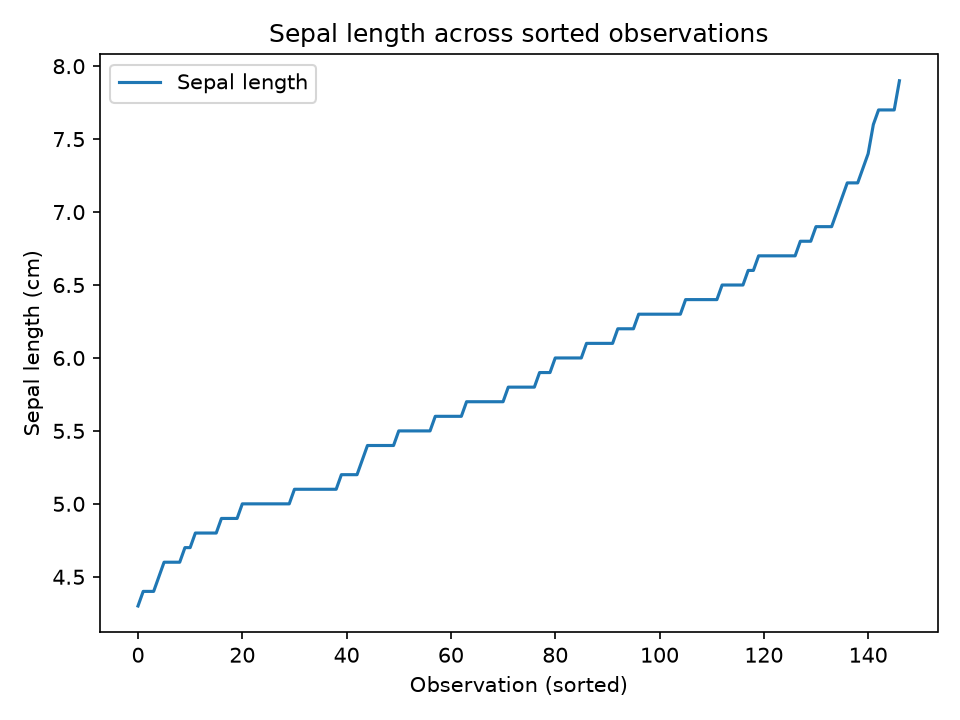 Sepal length across sorted observations
Sepal length
8.0
7.5
7.0
6.5
6.0
5.5
5.0
4.5
Sepal length (cm)
0 20 40 60 80 100 120 140
Observation (sorted)